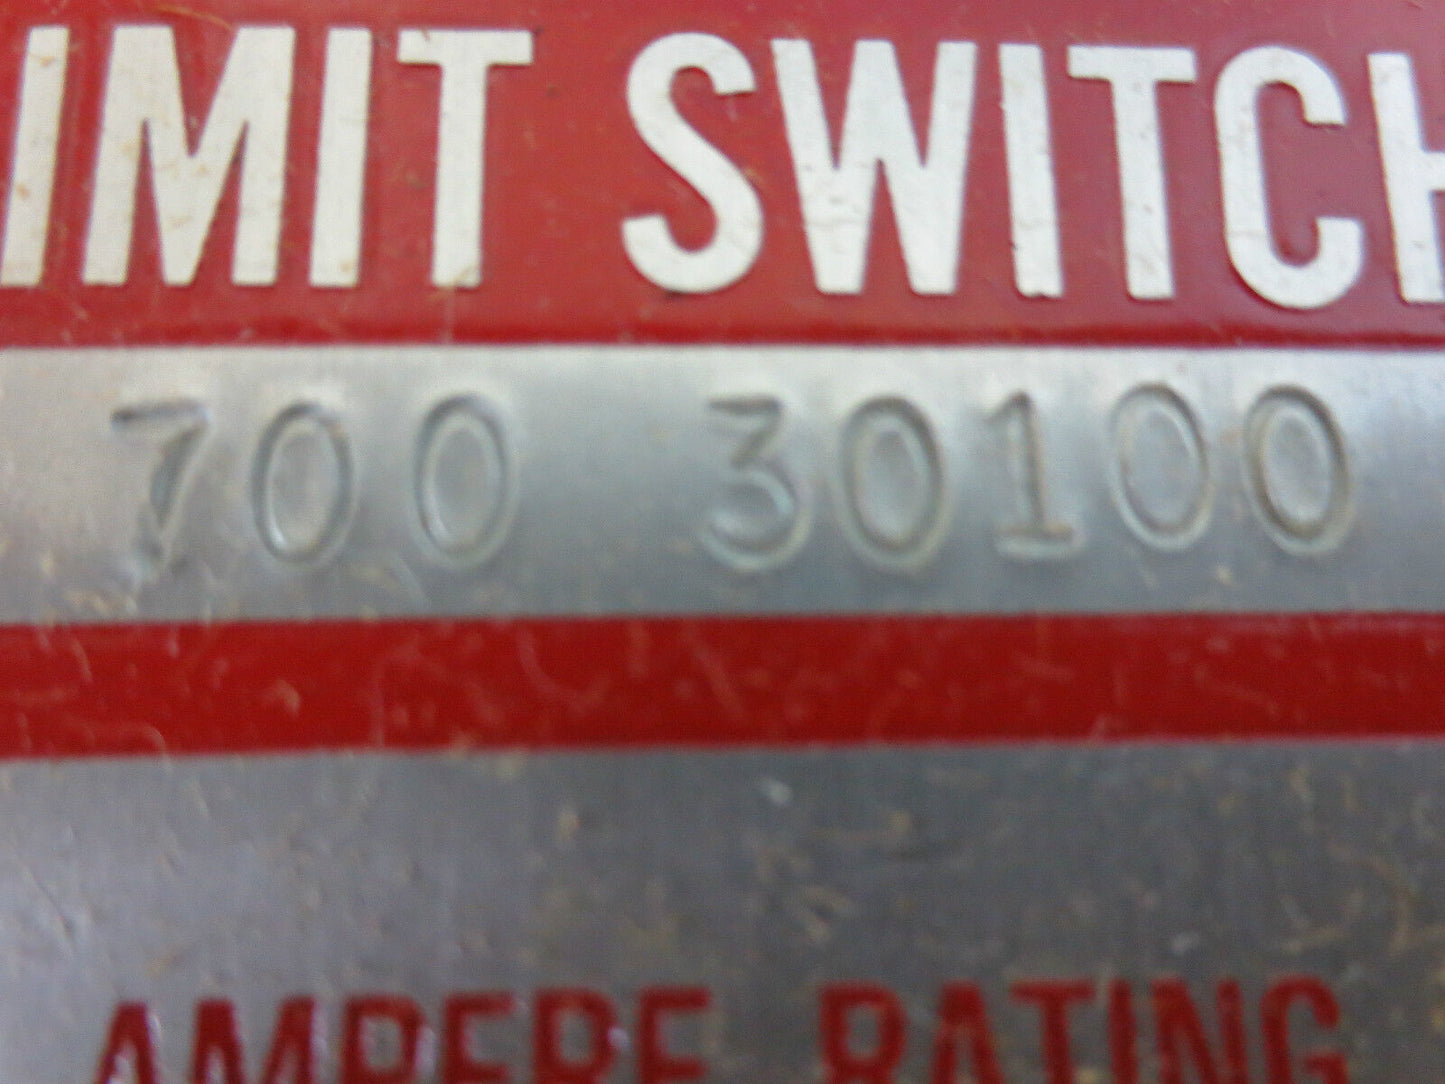 IMIT SWITCH
700 30100
AMPERE RATING